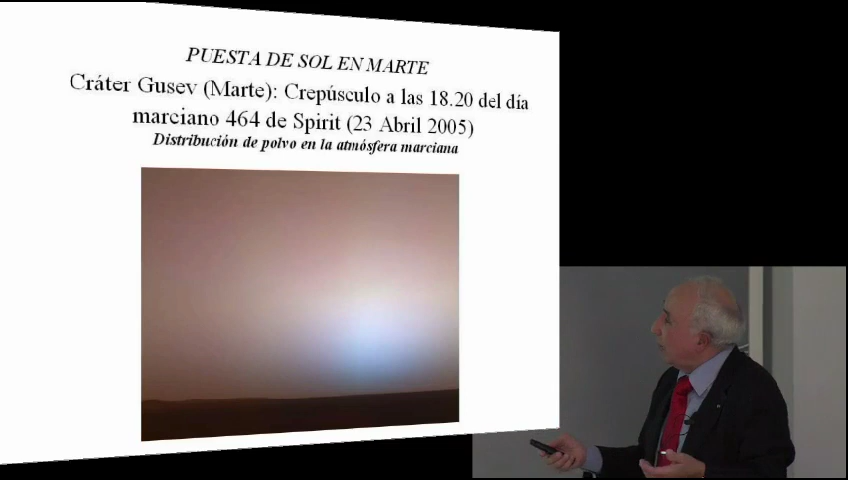 PUESTA DE SOL EN MARTE
Cráter Gusev (Marte): Crepúsculo a las 18.20 del día
marciano 464 de Spirit (23 Abril 2005)
Distribución de polvo en la atmósfera marciana